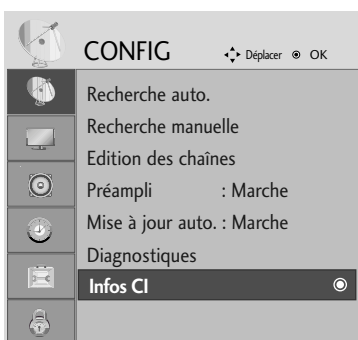 CONFIG Déplacer OK
Recherche auto.
Recherche manuelle
Edition des chaînes
Préampli : Marche
Mise à jour auto. : Marche
Diagnostiques
Infos CI